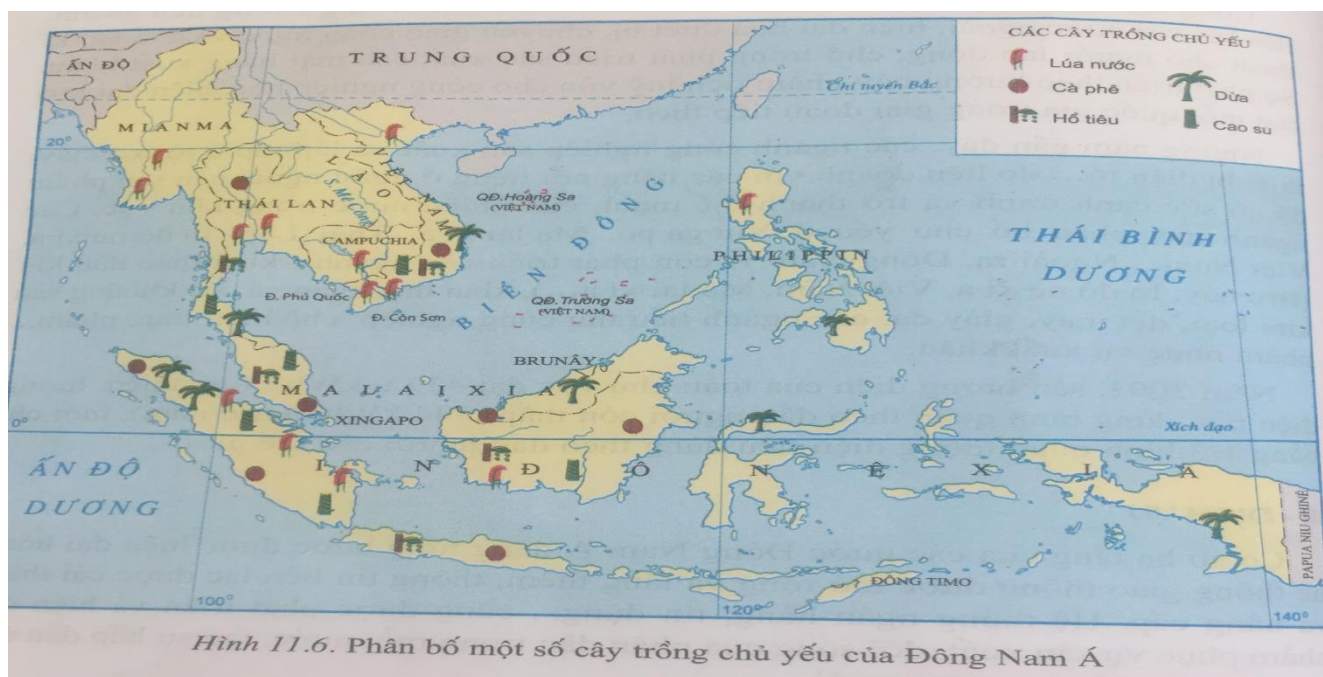 CÁC CÂY TRỒNG CHỦ YẾU
Lúa nước
Cà phê
Hồ tiêu
Dừa
Cao su
TRUNG QUỐC
ẤN ĐỘ
Chí tuyến Bắc
MIANMA
20°
LÀO
VIỆT NAM
THÁI LAN
S. Mê Công
QĐ.Hoàng Sa
(VIỆT NAM)
CAMPUCHIA
BIỂN ĐÔNG
PHILIPPIN
THÁI BÌNH
DƯƠNG
Đ. Phú Quốc
Đ. Côn Sơn
QĐ.Trường Sa
(VIỆT NAM)
BRUNÂY
MALAIXIA
XINGAPO
0°
Xích đạo
ẤN ĐỘ
DƯƠNG
INĐÔNÊXIA
PAPUA NIU GHINÊ
ĐÔNG TIMO
100°
120°
140°
Hình 11.6. Phân bố một số cây trồng chủ yếu của Đông Nam Á